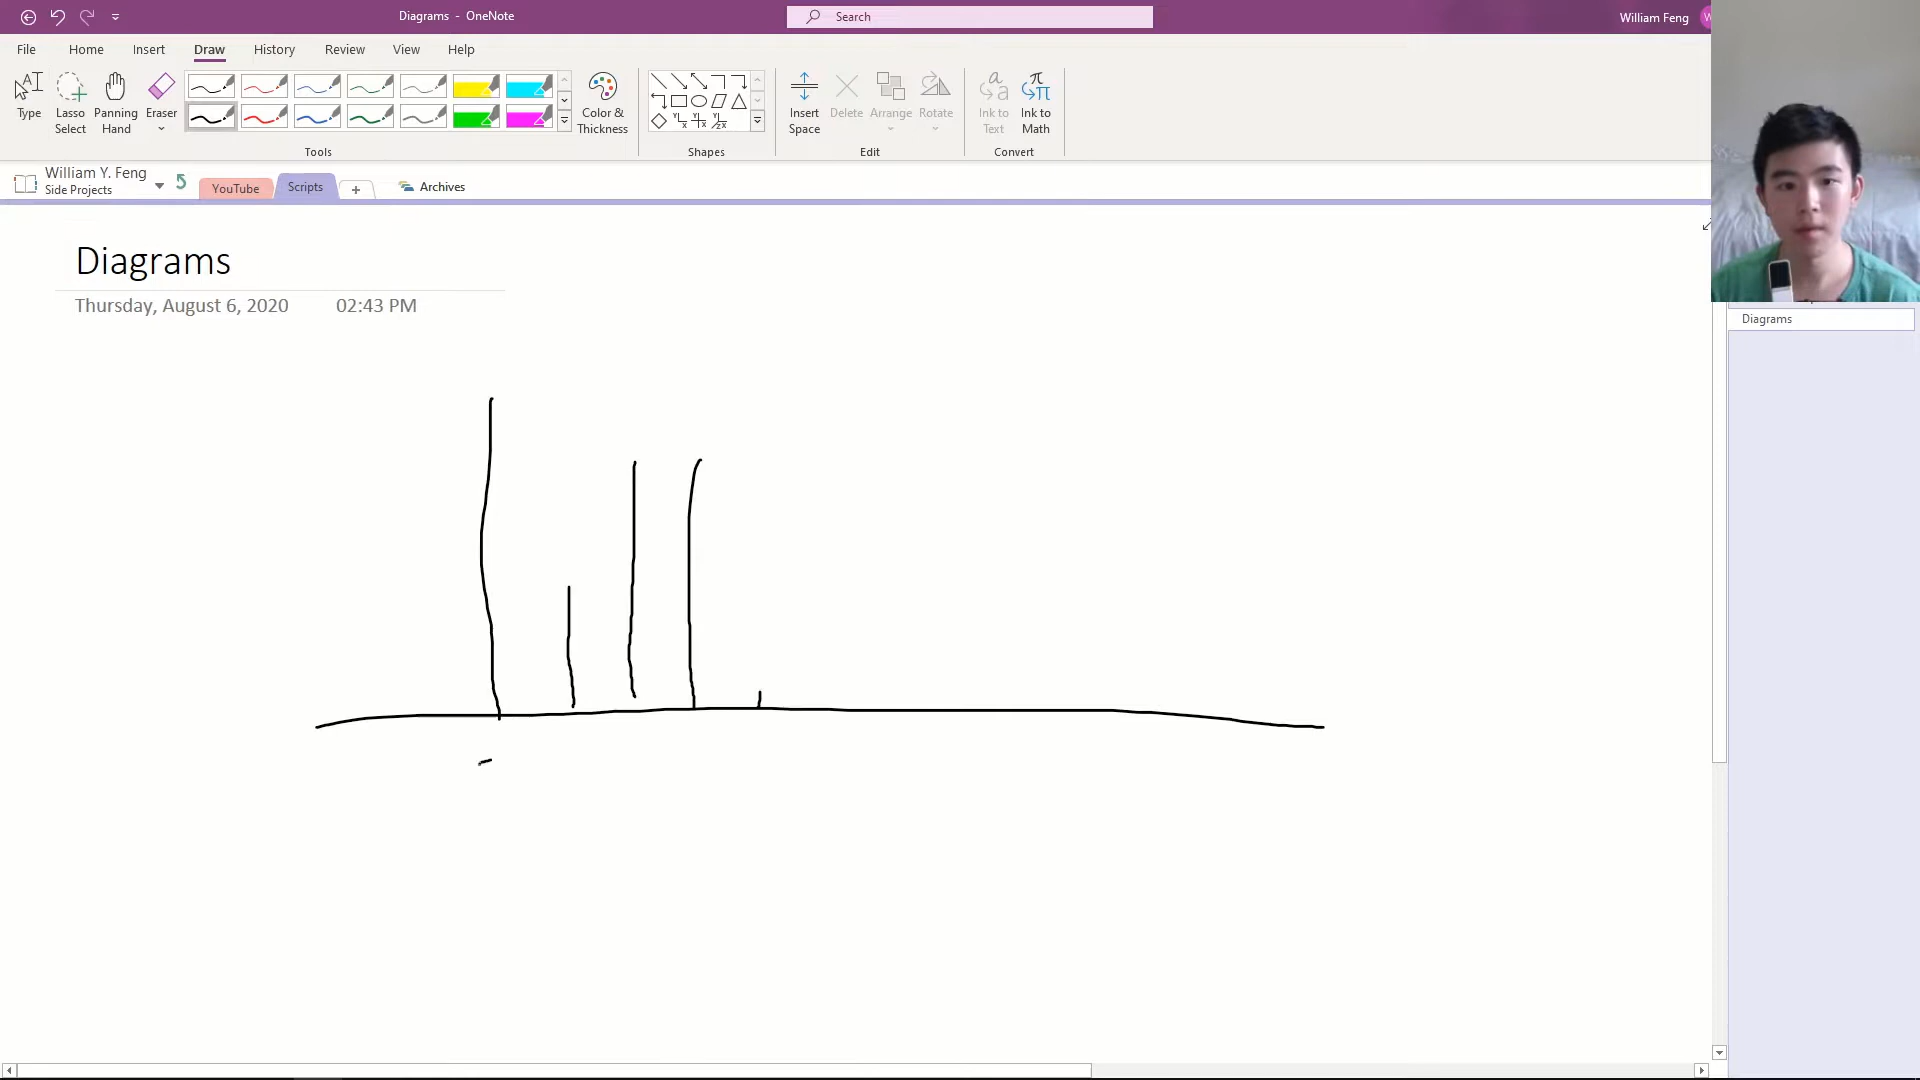 Diagrams - OneNote
Search
William Feng
File Home Insert Draw History Review View Help
Type
Lasso Select
Panning Hand
Eraser
Color & Thickness
Insert Space
Delete
Arrange
Rotate
Ink to Text
Ink to Math
Tools
Shapes
Edit
Convert
William Y. Feng
Side Projects
YouTube
Scripts
Archives
Diagrams
Thursday, August 6, 2020 02:43 PM
Diagrams